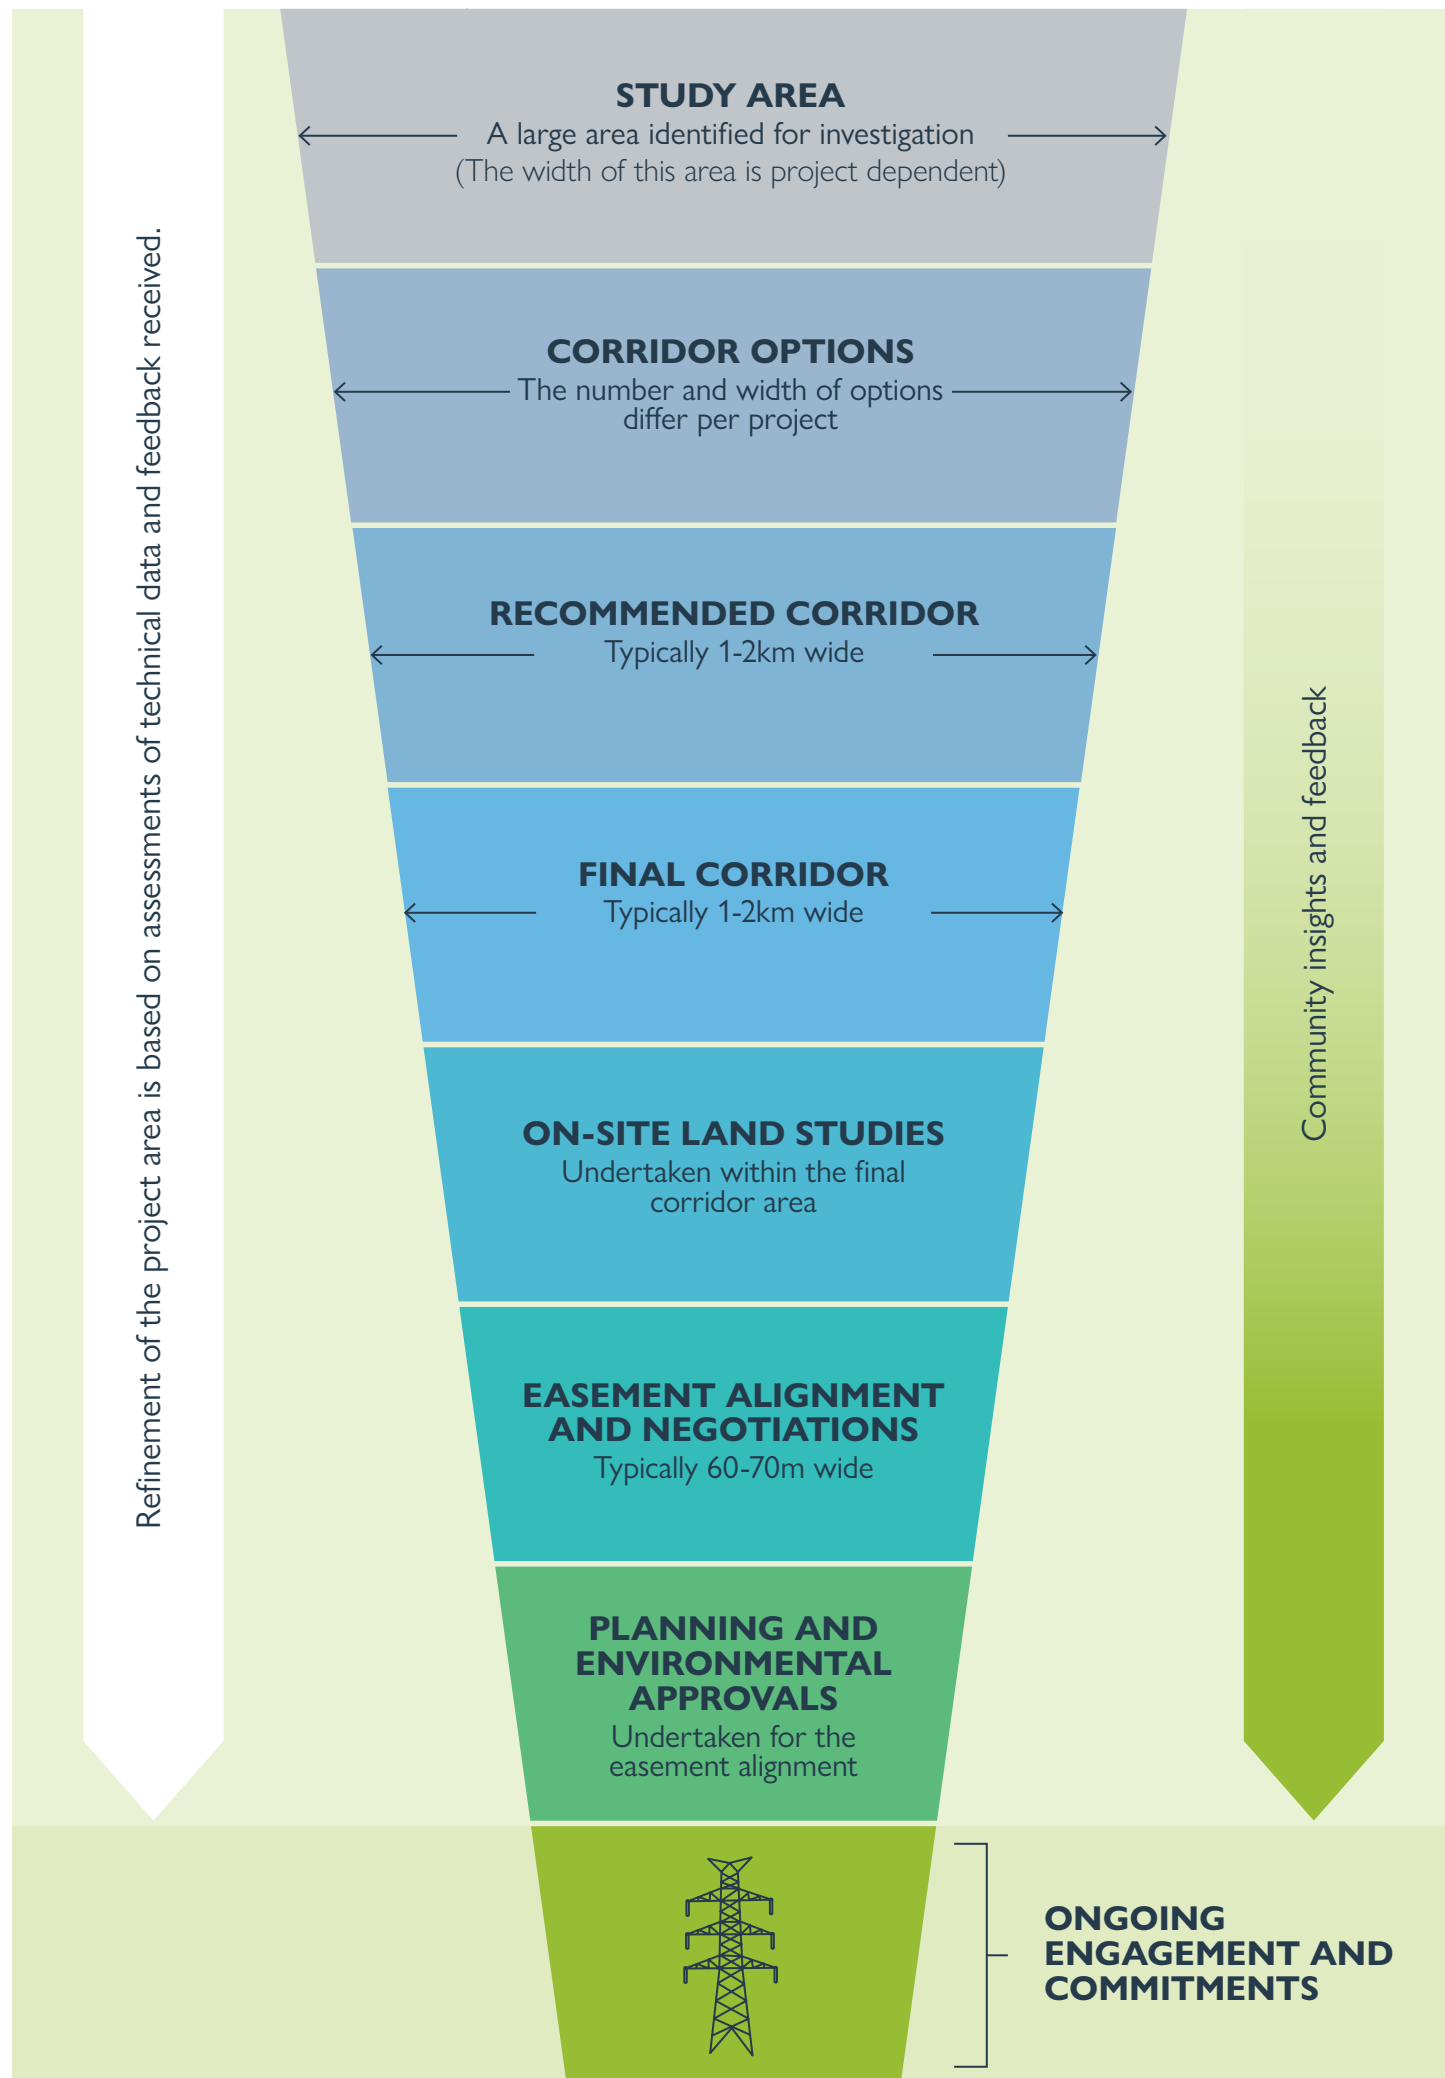 STUDY AREA
A large area identified for investigation
(The width of this area is project dependent)
CORRIDOR OPTIONS
The number and width of options
differ per project
RECOMMENDED CORRIDOR
Typically 1-2km wide
FINAL CORRIDOR
Typically 1-2km wide
ON-SITE LAND STUDIES
Undertaken within the final
corridor area
EASEMENT ALIGNMENT
AND NEGOTIATIONS
Typically 60-70m wide
PLANNING AND
ENVIRONMENTAL
APPROVALS
Undertaken for the
easement alignment
ONGOING
ENGAGEMENT AND
COMMITMENTS
Refinement of the project area is based on assessments of technical data and feedback received.
Community insights and feedback